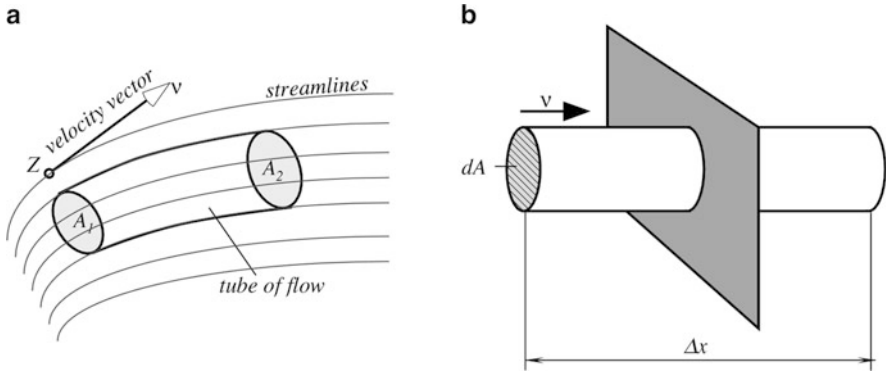 a
velocity vector
v
streamlines
Z
A₁
A₂
tube of flow
b
v
dA
Δx